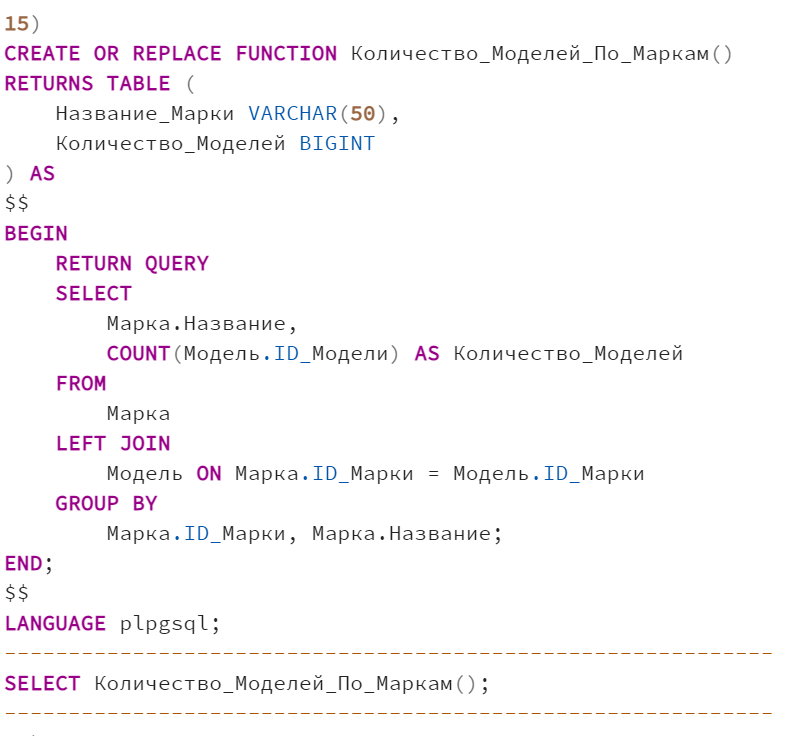 15)
CREATE OR REPLACE FUNCTION Количество_Моделей_По_Маркам()
RETURNS TABLE (
    Название_Марки VARCHAR(50),
    Количество_Моделей BIGINT
) AS
$$
BEGIN
    RETURN QUERY
    SELECT
        Марка.Название,
        COUNT(Модель.ID_Модели) AS Количество_Моделей
    FROM
        Марка
    LEFT JOIN
        Модель ON Марка.ID_Марки = Модель.ID_Марки
    GROUP BY
        Марка.ID_Марки, Марка.Название;
END;
$$
LANGUAGE plpgsql;
------------------------------------------------------------
SELECT Количество_Моделей_По_Маркам();
------------------------------------------------------------